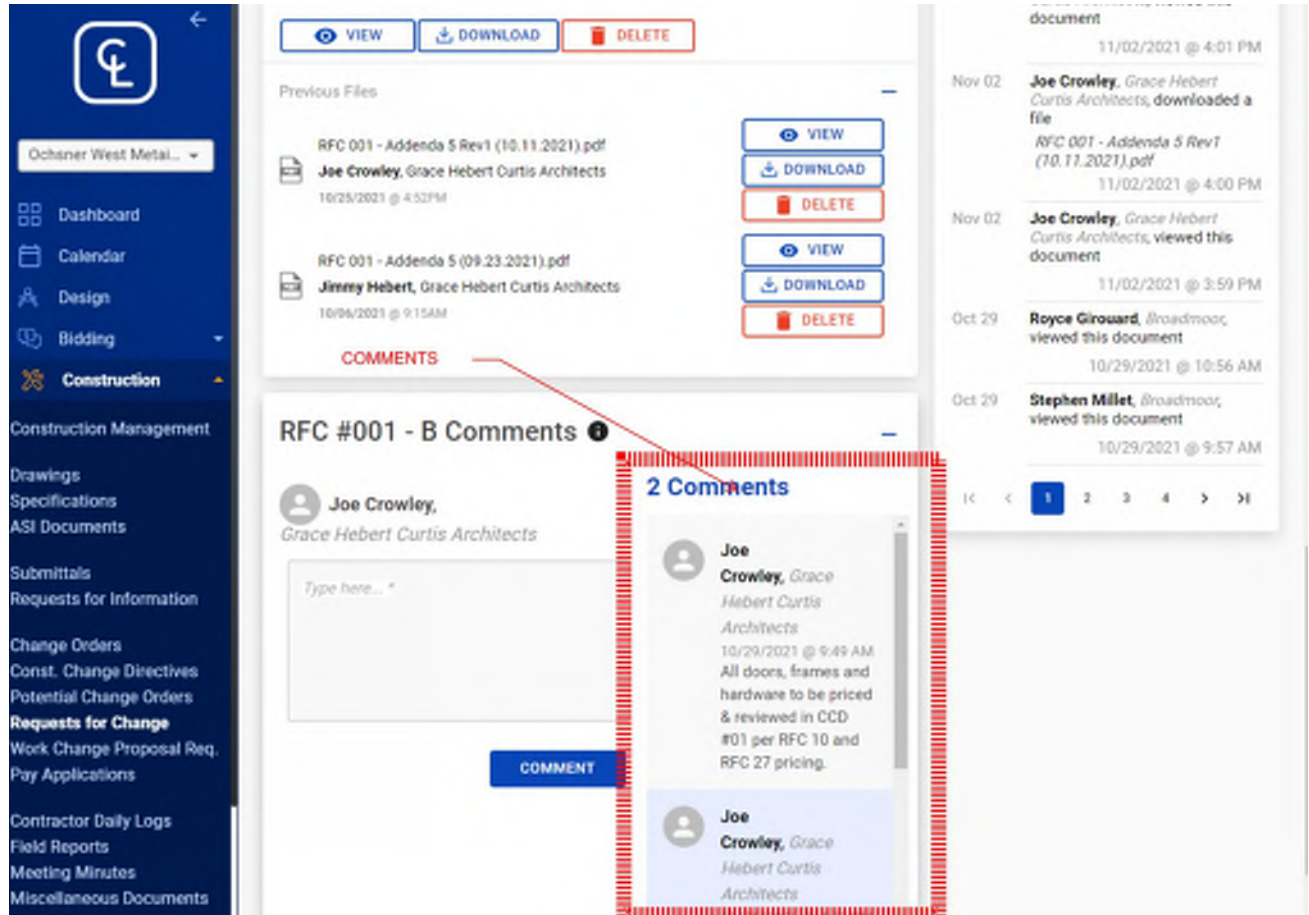 Ochsner West Metai...
Dashboard
Calendar
Design
Bidding
Construction
Construction Management
Drawings
Specifications
ASI Documents
Submittals
Requests for Information
Change Orders
Const. Change Directives
Potential Change Orders
Requests for Change
Work Change Proposal Req.
Pay Applications
Contractor Daily Logs
Field Reports
Meeting Minutes
Miscellaneous Documents
VIEW
DOWNLOAD
DELETE
Previous Files
RFC 001 - Addenda 5 Rev1 (10.11.2021).pdf
Joe Crowley, Grace Hebert Curtis Architects
10/25/2021 @ 4:52PM
VIEW
DOWNLOAD
DELETE
RFC 001 - Addenda 5 (09.23.2021).pdf
Jimmy Hebert, Grace Hebert Curtis Architects
10/06/2021 @ 9:15AM
VIEW
DOWNLOAD
DELETE
COMMENTS
RFC #001 - B Comments
Joe Crowley,
Grace Hebert Curtis Architects
Type here... *
COMMENT
2 Comments
Joe
Crowley, Grace
Hebert Curtis
Architects
10/29/2021 @ 9:49 AM
All doors, frames and
hardware to be priced
& reviewed in CCD
#01 per RFC 10 and
RFC 27 pricing.
Joe
Crowley, Grace
Hebert Curtis
Architects
document
11/02/2021 @ 4:01 PM
Nov 02
Joe Crowley, Grace Hebert
Curtis Architects, downloaded a
file
RFC 001 - Addenda 5 Rev1
(10.11.2021).pdf
11/02/2021 @ 4:00 PM
Nov 02
Joe Crowley, Grace Hebert
Curtis Architects, viewed this
document
11/02/2021 @ 3:59 PM
Oct 29
Royce Girouard, Broadmoor,
viewed this document
10/29/2021 @ 10:56 AM
Oct 29
Stephen Millet, Broadmoor,
viewed this document
10/29/2021 @ 9:57 AM
1 2 3 4